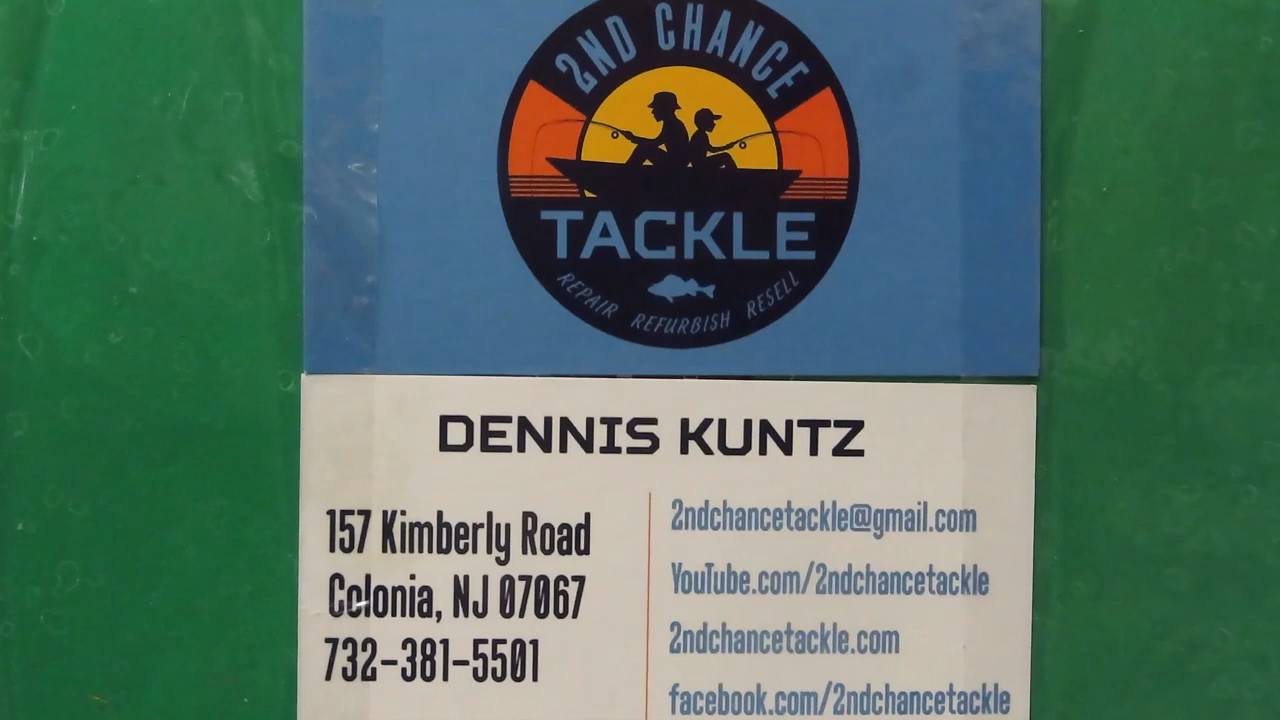 2ND CHANCE
TACKLE
REPAIR REFURBISH RESELL
DENNIS KUNTZ
157 Kimberly Road
Colonia, NJ 07067
732-381-5501
2ndchancetackle@gmail.com
YouTube.com/2ndchancetackle
2ndchancetackle.com
facebook.com/2ndchancetackle